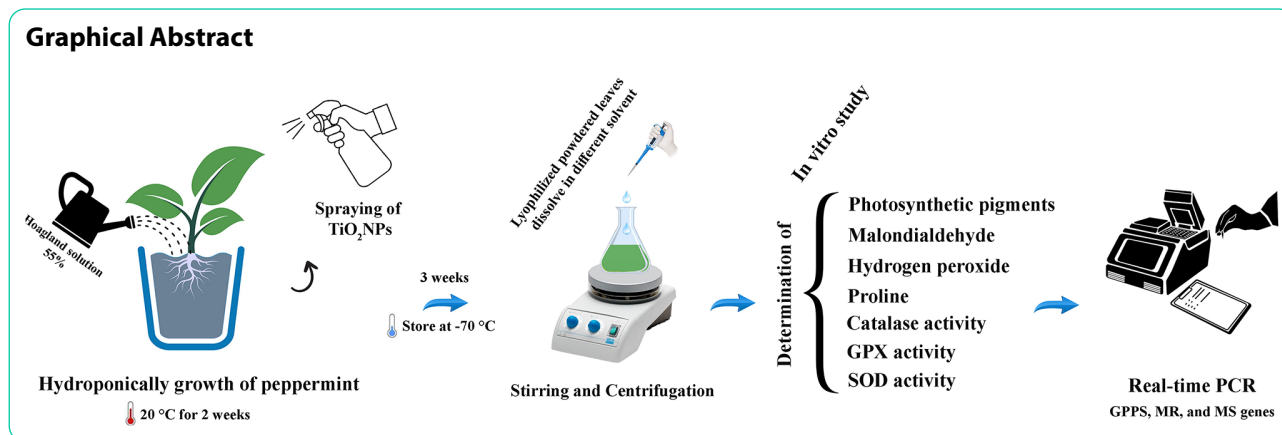 Graphical Abstract
Hoagland solution
55%
Spraying of
TiO₂NPs
Hydroponically growth of peppermint
20 °C for 2 weeks
3 weeks
Store at -70 °C
Lyophilized powdered leaves
dissolve in different solvent
Stirring and Centrifugation
In vitro study
Determination of
Photosynthetic pigments
Malondialdehyde
Hydrogen peroxide
Proline
Catalase activity
GPX activity
SOD activity
Real-time PCR
GPPS, MR, and MS genes